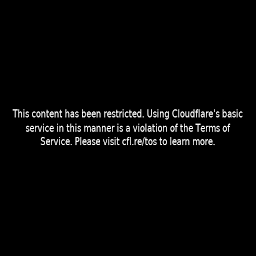 This content has been restricted. Using Cloudflare's basic
service in this manner is a violation of the Terms of
Service. Please visit cfl.re/tos to learn more.